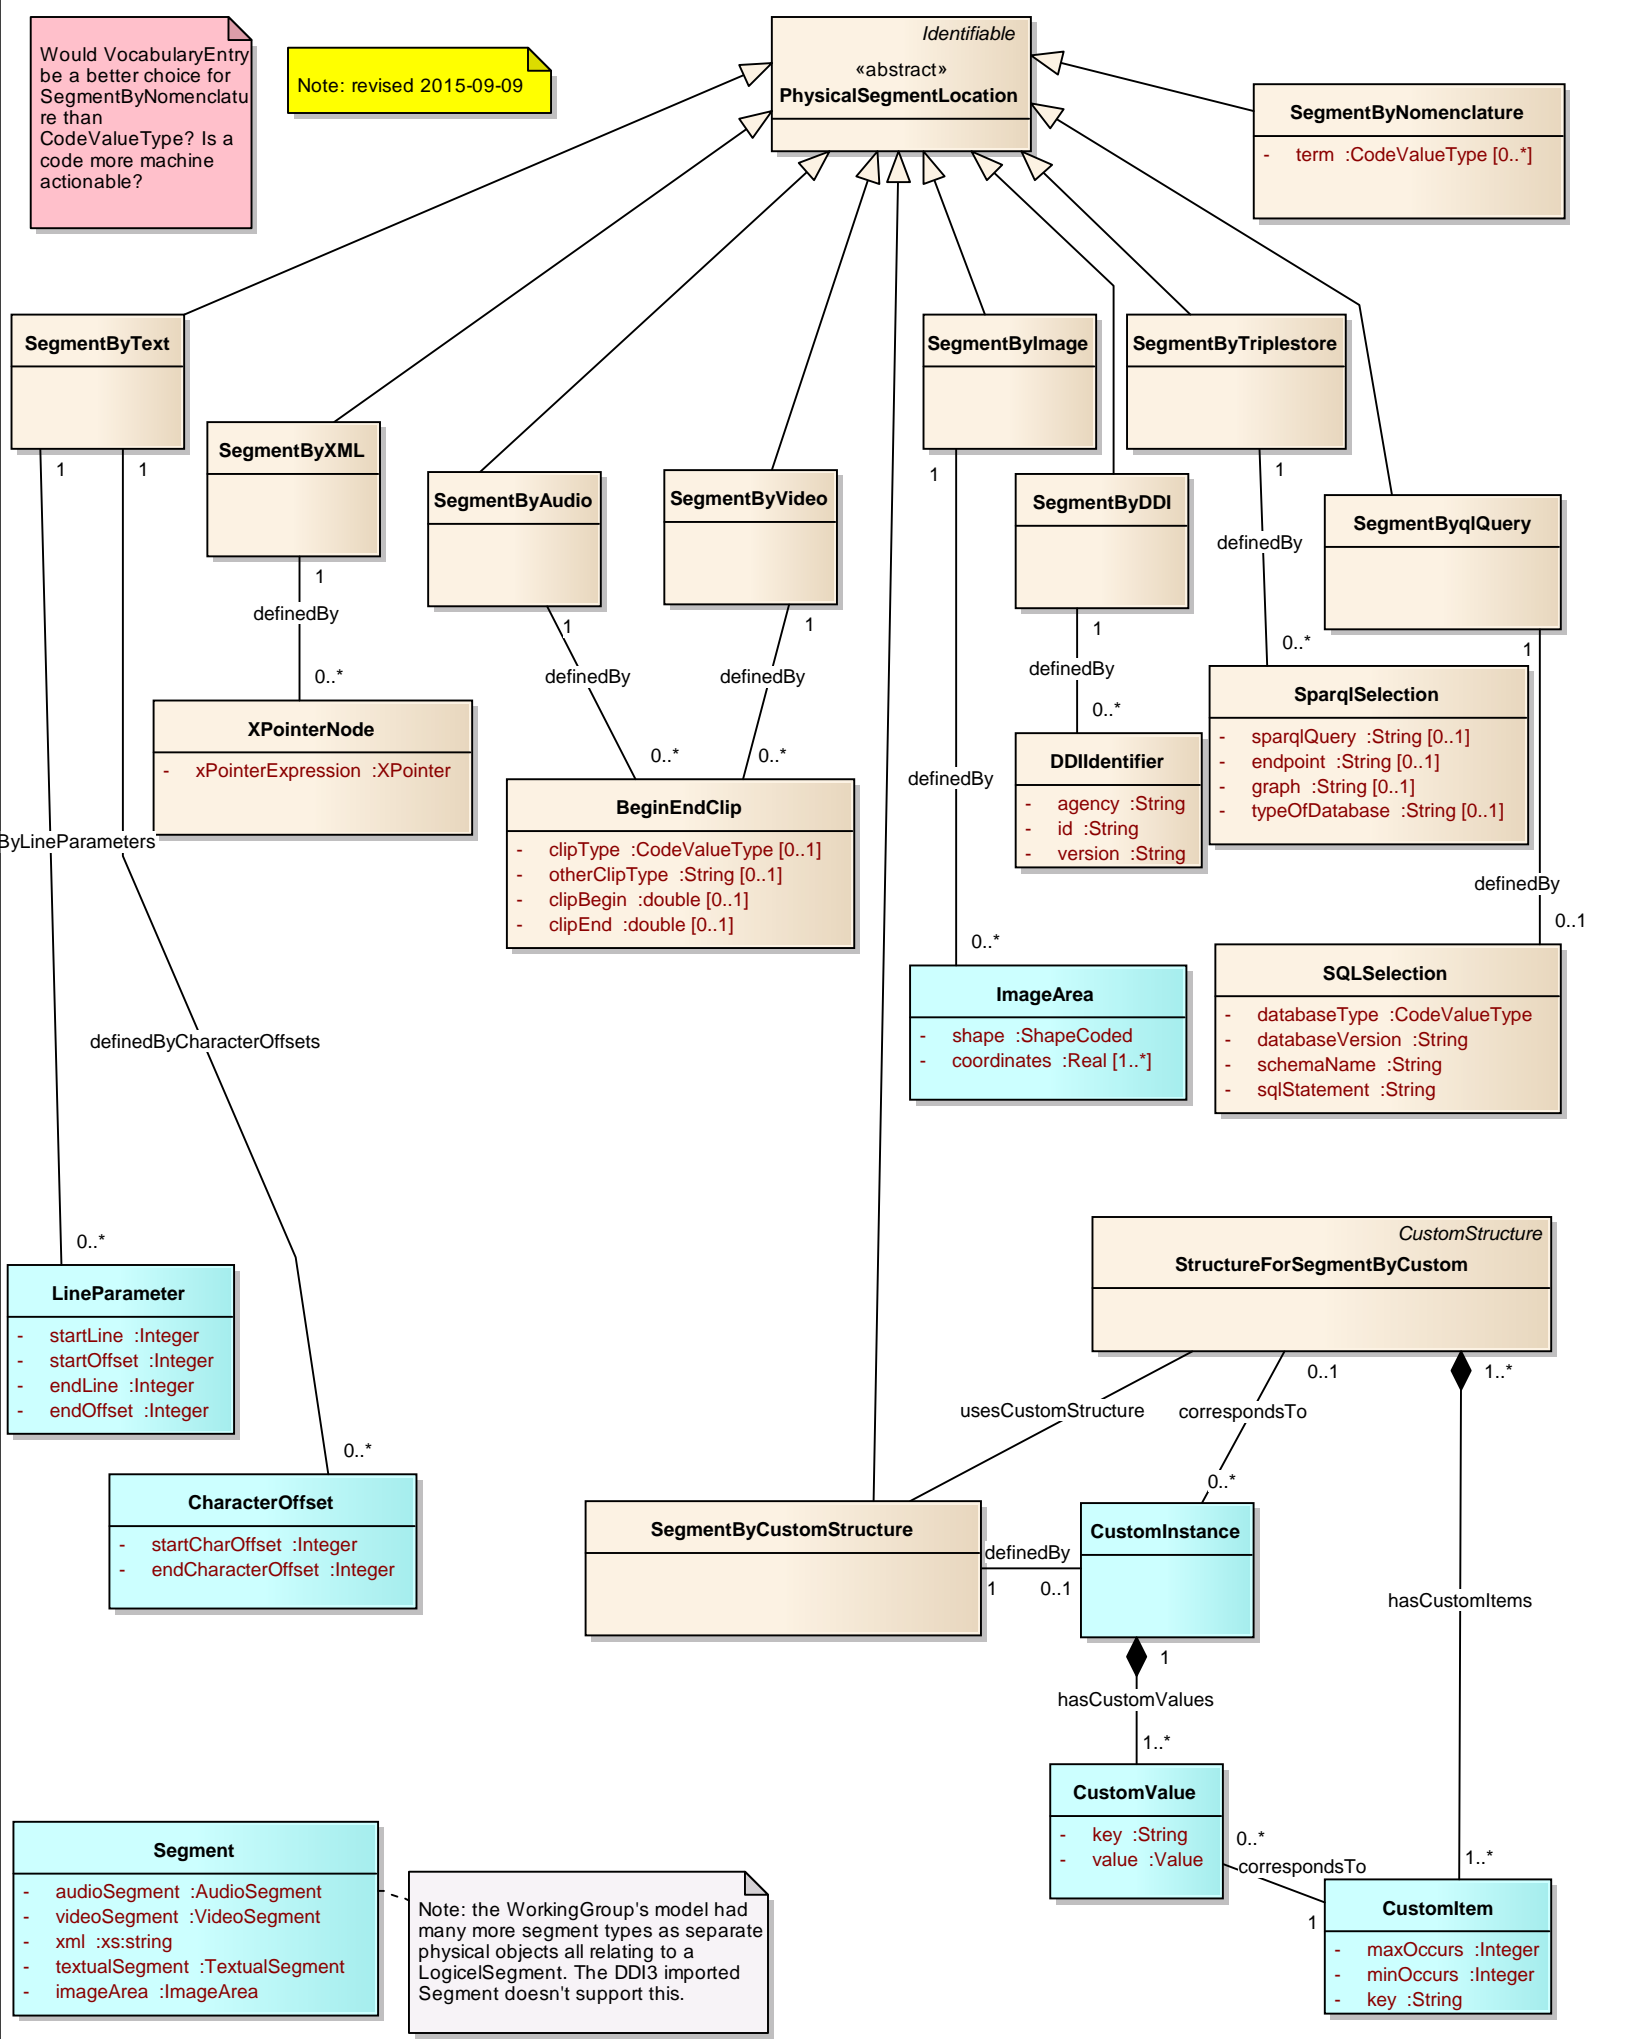 Would VocabularyEntry
be a better choice for
SegmentByNomenclatu
re than
CodeValueType? Is a
code more machine
actionable?
Note: revised 2015-09-09
Identifiable
«abstract»
PhysicalSegmentLocation
SegmentByNomenclature
- term :CodeValueType [0..*]
SegmentByText
1
1
SegmentByXML
1
definedBy
0..*
SegmentByAudio
1
definedBy
0..*
SegmentByVideo
1
definedBy
0..*
SegmentByImage
1
definedBy
0..*
SegmentByDDI
1
definedBy
0..*
SegmentByTriplestore
1
definedBy
0..*
SegmentByqlQuery
1
definedBy
0..1
XPointerNode
- xPointerExpression :XPointer
BeginEndClip
- clipType :CodeValueType [0..1]
- otherClipType :String [0..1]
- clipBegin :double [0..1]
- clipEnd :double [0..1]
DDIIdentifier
- agency :String
- id :String
- version :String
SparqlSelection
- sparqlQuery :String [0..1]
- endpoint :String [0..1]
- graph :String [0..1]
- typeOfDatabase :String [0..1]
ByLineParameters
definedByCharacterOffsets
ImageArea
- shape :ShapeCoded
- coordinates :Real [1..*]
SQLSelection
- databaseType :CodeValueType
- databaseVersion :String
- schemaName :String
- sqlStatement :String
0..*
LineParameter
- startLine :Integer
- startOffset :Integer
- endLine :Integer
- endOffset :Integer
0..*
CharacterOffset
- startCharOffset :Integer
- endCharacterOffset :Integer
CustomStructure
StructureForSegmentByCustom
0..1
1..*
usesCustomStructure
correspondsTo
0..*
hasCustomItems
SegmentByCustomStructure
definedBy
1
0..1
CustomInstance
1
hasCustomValues
1..*
CustomValue
- key :String
- value :Value
0..*
correspondsTo
1
1..*
CustomItem
- maxOccurs :Integer
- minOccurs :Integer
- key :String
Segment
- audioSegment :AudioSegment
- videoSegment :VideoSegment
- xml :xs:string
- textualSegment :TextualSegment
- imageArea :ImageArea
Note: the WorkingGroup's model had
many more segment types as separate
physical objects all relating to a
LogicelSegment. The DDI3 imported
Segment doesn't support this.